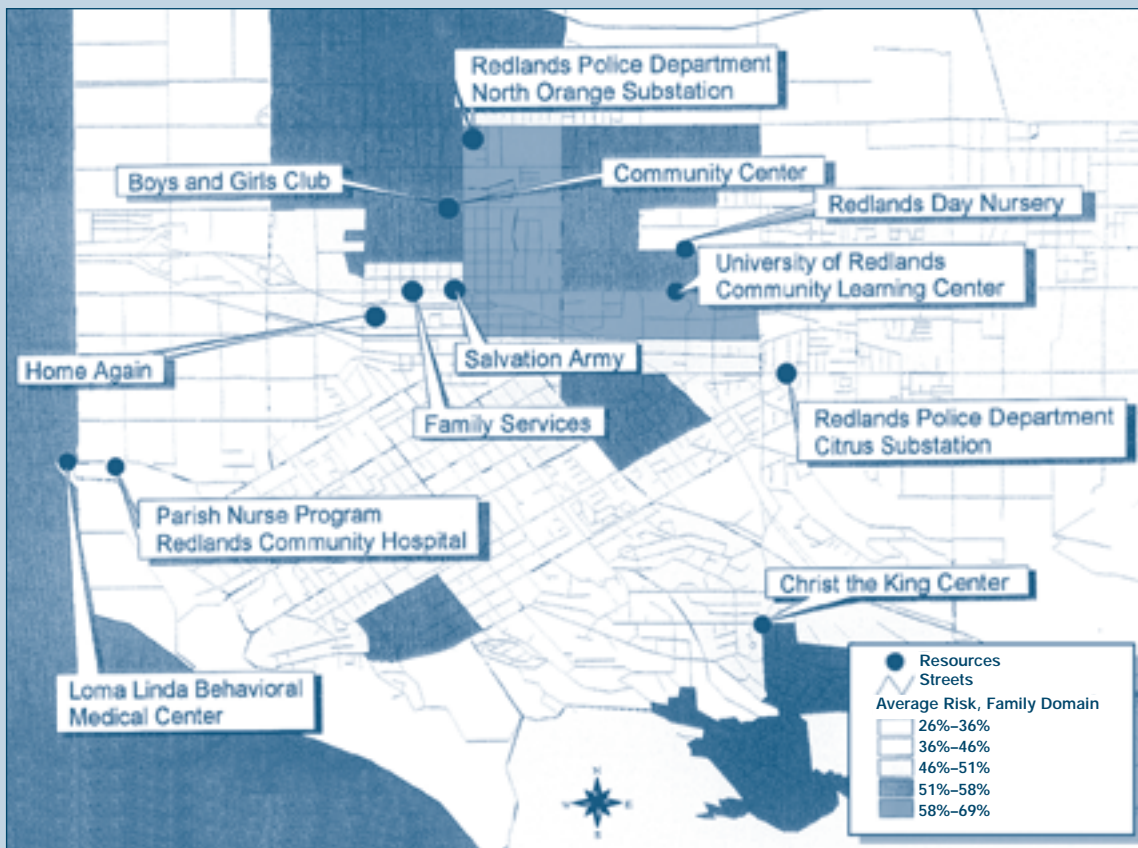 Redlands Police Department
North Orange Substation
Boys and Girls Club
Community Center
Redlands Day Nursery
University of Redlands
Community Learning Center
Home Again
Salvation Army
Family Services
Redlands Police Department
Citrus Substation
Parish Nurse Program
Redlands Community Hospital
Christ the King Center
Loma Linda Behavioral
Medical Center
Resources
Streets
Average Risk, Family Domain
26%–36%
36%–46%
46%–51%
51%–58%
58%–69%
N
W
E
S